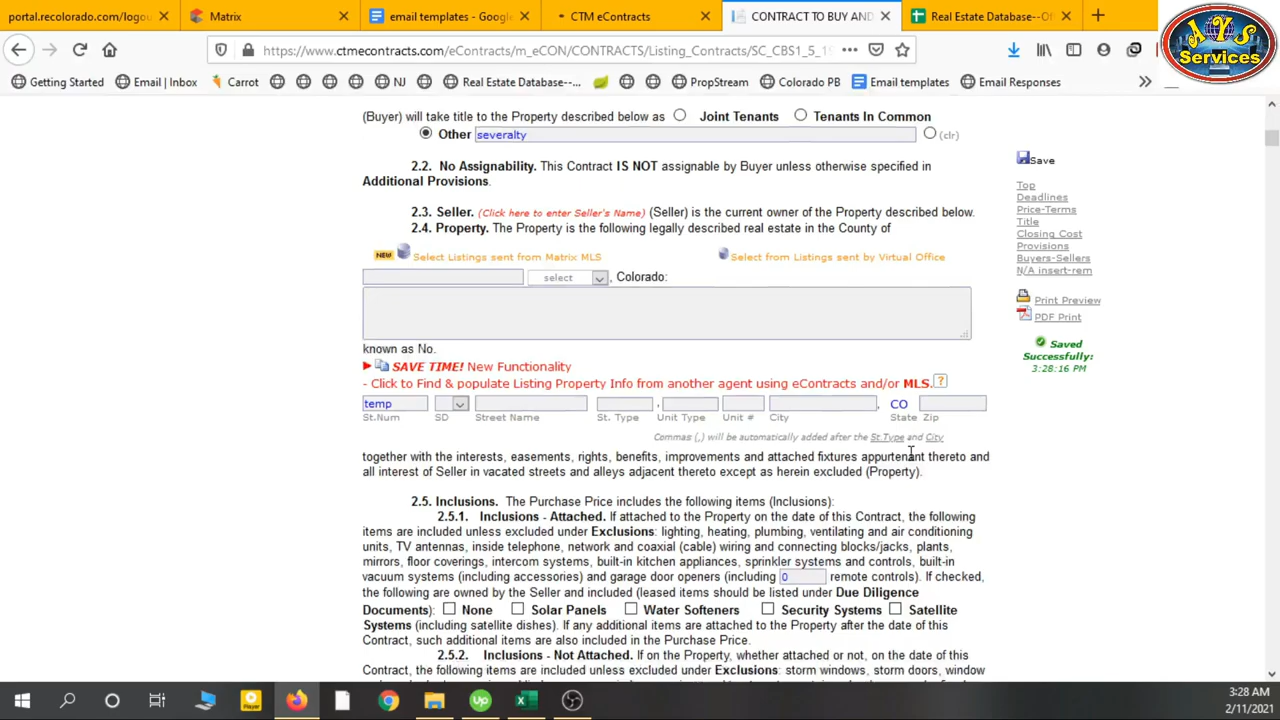 portal.recolorado.com/logou
Matrix
email templates - Google
CTM eContracts
CONTRACT TO BUY AND
Real Estate Database--Of
https://www.ctmecontracts.com/eContracts/m_eCON/CONTRACTS/Listing_Contracts/SC_CBS1_5_19
AYS
Services
Getting Started
Email | Inbox
Carrot
NJ
Real Estate Database--...
PropStream
Colorado PB
Email templates
Email Responses
(Buyer) will take title to the Property described below as Joint Tenants Tenants In Common
Other severalty (clr)
2.2. No Assignability. This Contract IS NOT assignable by Buyer unless otherwise specified in
Additional Provisions.
Save
Top
Deadlines
Price-Terms
Title
Closing Cost
Provisions
Buyers-Sellers
N/A insert-rem
Print Preview
PDF Print
Saved
Successfully:
3:28:16 PM
2.3. Seller. (Click here to enter Seller's Name) (Seller) is the current owner of the Property described below.
2.4. Property. The Property is the following legally described real estate in the County of
NEW Select Listings sent from Matrix MLS Select from Listings sent by Virtual Office
select , Colorado:
known as No.
SAVE TIME! New Functionality
- Click to Find & populate Listing Property Info from another agent using eContracts and/or MLS. ?
temp , , CO
St.Num SD Street Name St. Type Unit Type Unit # City State Zip
Commas (,) will be automatically added after the St.Type and City
together with the interests, easements, rights, benefits, improvements and attached fixtures appurtenant thereto and
all interest of Seller in vacated streets and alleys adjacent thereto except as herein excluded (Property).
2.5. Inclusions. The Purchase Price includes the following items (Inclusions):
2.5.1. Inclusions - Attached. If attached to the Property on the date of this Contract, the following
items are included unless excluded under Exclusions: lighting, heating, plumbing, ventilating and air conditioning
units, TV antennas, inside telephone, network and coaxial (cable) wiring and connecting blocks/jacks, plants,
mirrors, floor coverings, intercom systems, built-in kitchen appliances, sprinkler systems and controls, built-in
vacuum systems (including accessories) and garage door openers (including 0 remote controls). If checked,
the following are owned by the Seller and included (leased items should be listed under Due Diligence
Documents): None Solar Panels Water Softeners Security Systems Satellite
Systems (including satellite dishes). If any additional items are attached to the Property after the date of this
Contract, such additional items are also included in the Purchase Price.
2.5.2. Inclusions - Not Attached. If on the Property, whether attached or not, on the date of this
Contract, the following items are included unless excluded under Exclusions: storm windows, storm doors, window
Player
Up
3:28 AM
2/11/2021